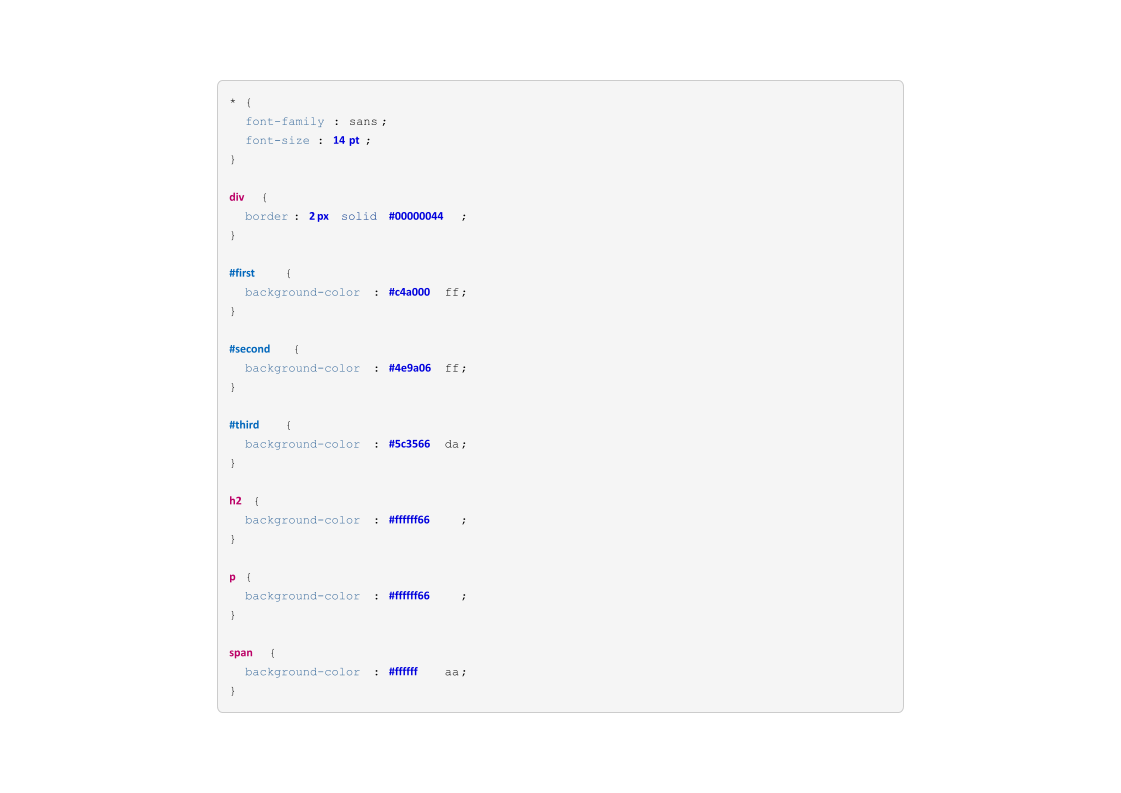 * {
  font-family : sans ;
  font-size : 14 pt ;
}

div {
  border : 2 px solid #00000044 ;
}

#first {
  background-color : #c4a000 ff;
}

#second {
  background-color : #4e9a06 ff;
}

#third {
  background-color : #5c3566 da;
}

h2 {
  background-color : #ffffff66 ;
}

p {
  background-color : #ffffff66 ;
}

span {
  background-color : #ffffff aa;
}